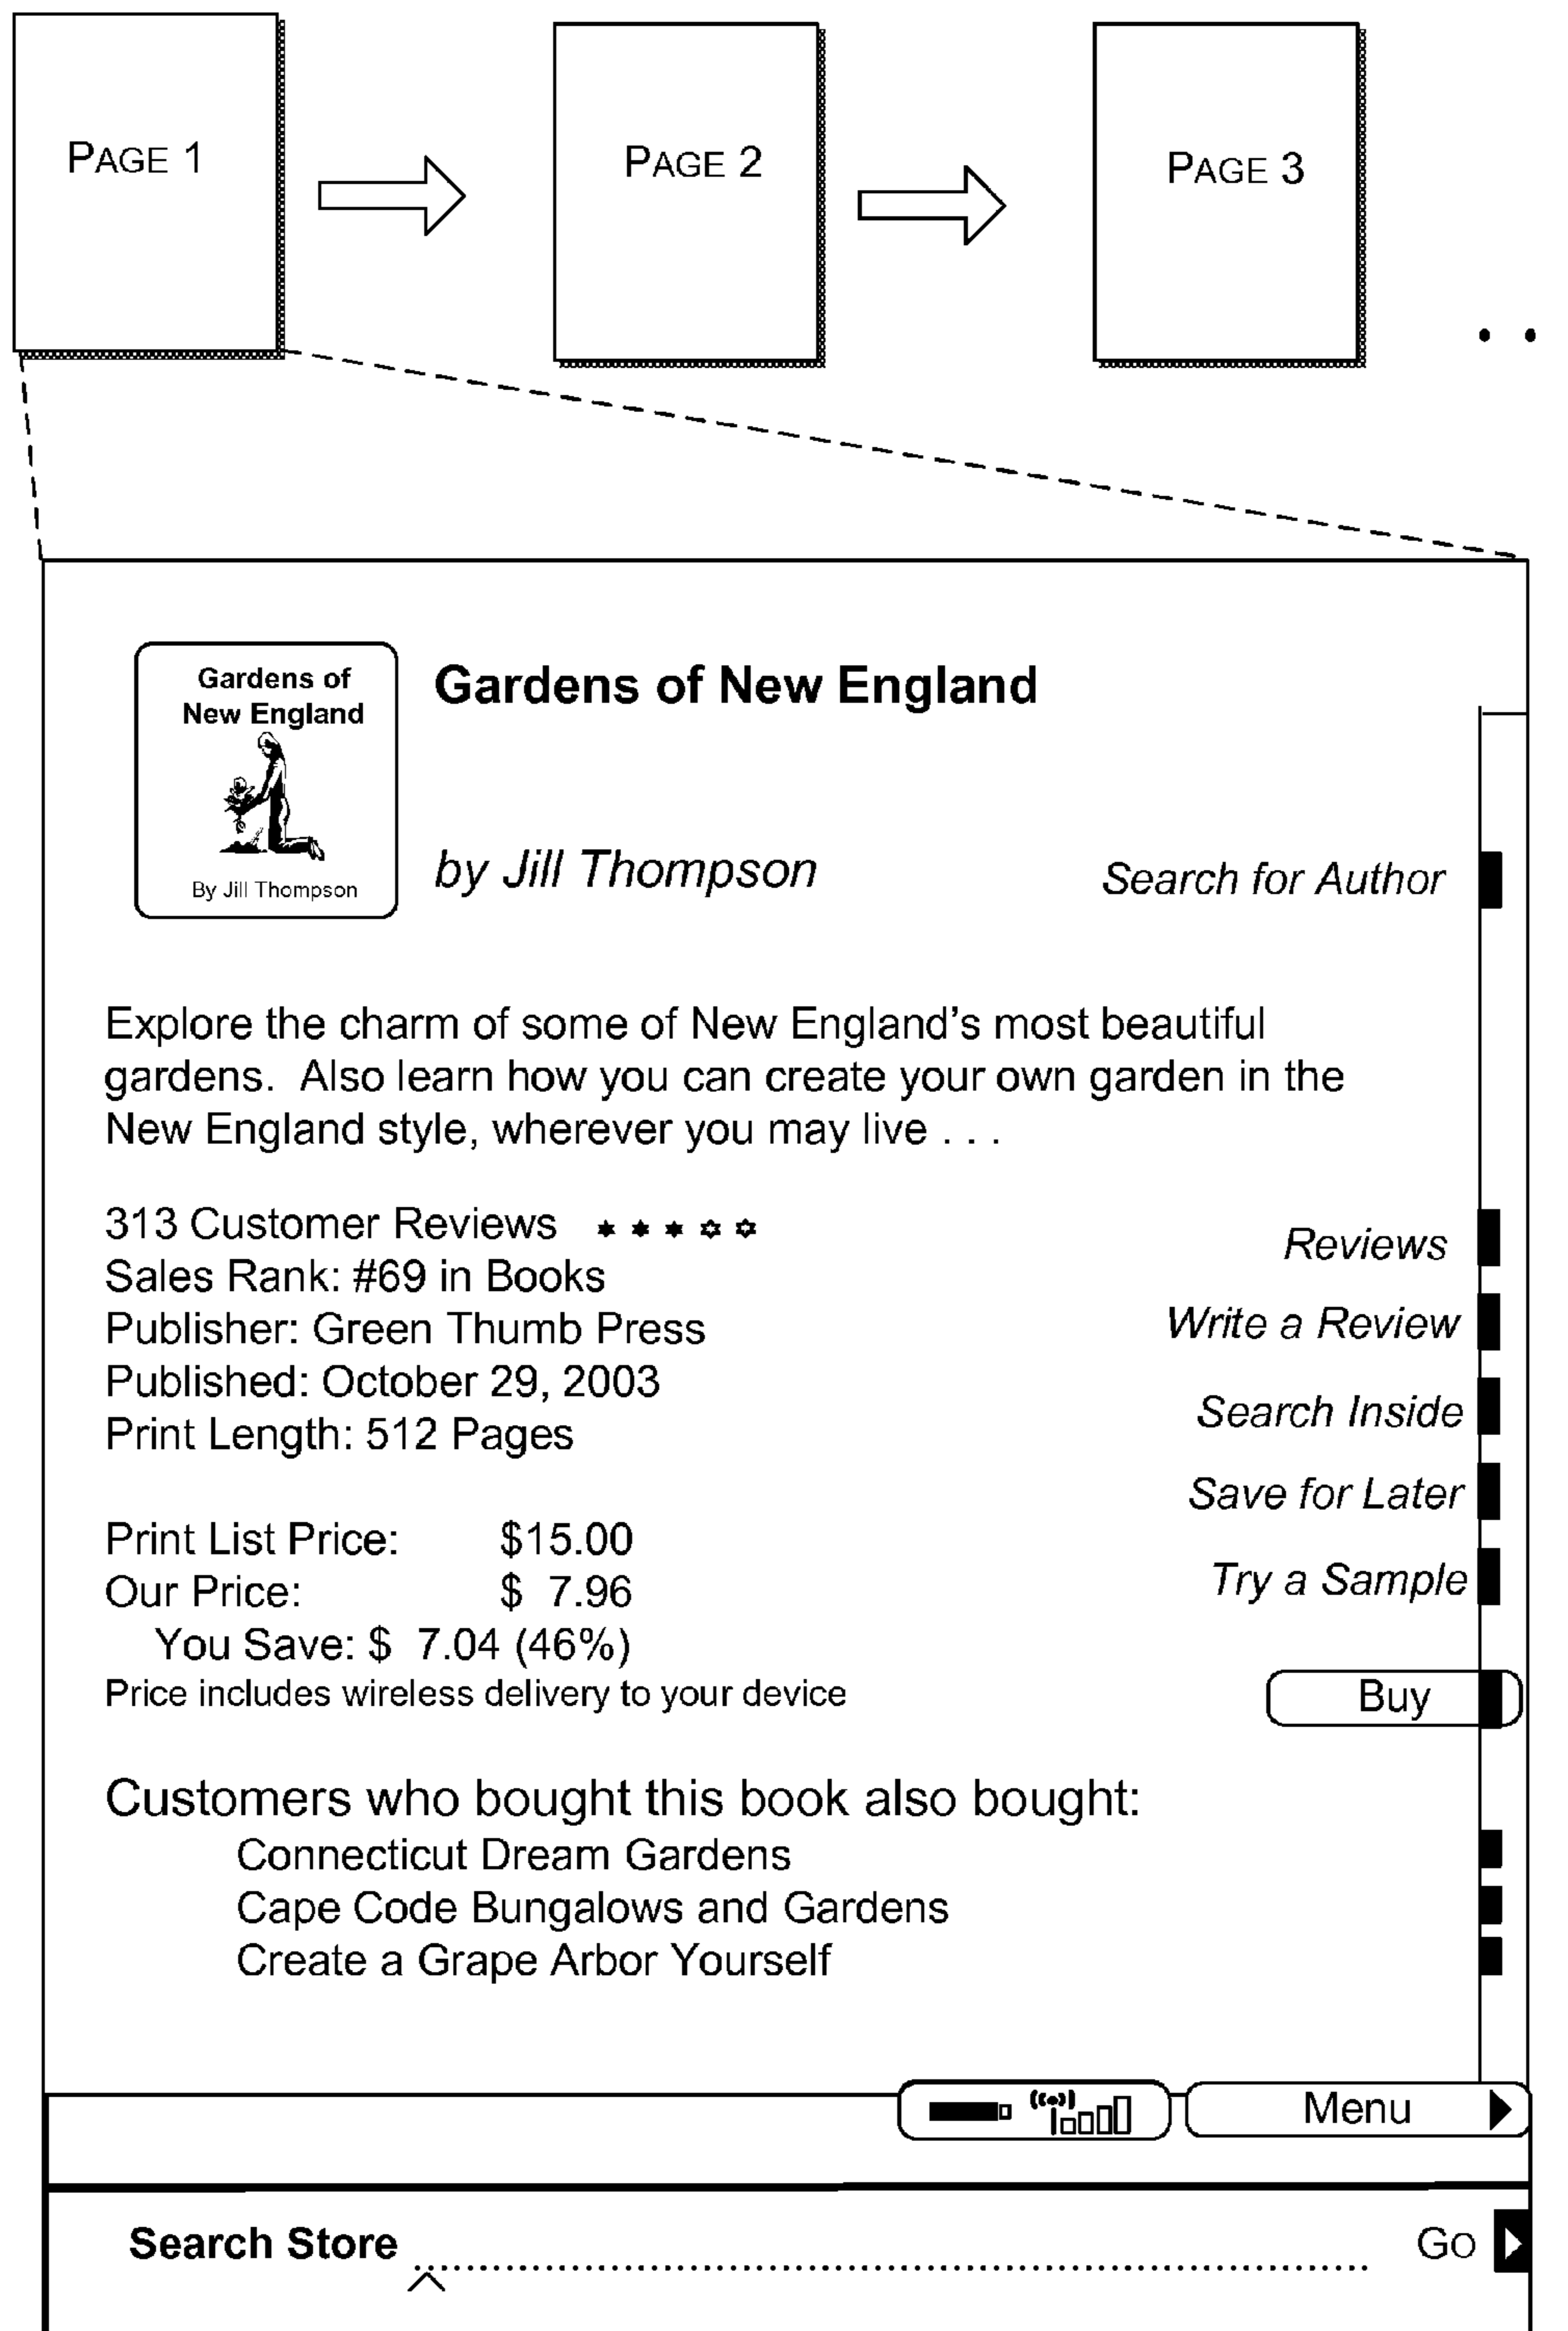 PAGE 1
PAGE 2
PAGE 3
. .
Gardens of
New England
By Jill Thompson
Gardens of New England
by Jill Thompson
Search for Author
Explore the charm of some of New England’s most beautiful
gardens.  Also learn how you can create your own garden in the
New England style, wherever you may live . . .
313 Customer Reviews
Sales Rank: #69 in Books
Publisher: Green Thumb Press
Published: October 29, 2003
Print Length: 512 Pages
Reviews
Write a Review
Search Inside
Save for Later
Try a Sample
Print List Price: $15.00
Our Price: $ 7.96
You Save: $ 7.04 (46%)
Price includes wireless delivery to your device
Buy
Customers who bought this book also bought:
Connecticut Dream Gardens
Cape Code Bungalows and Gardens
Create a Grape Arbor Yourself
Menu
Search Store
Go